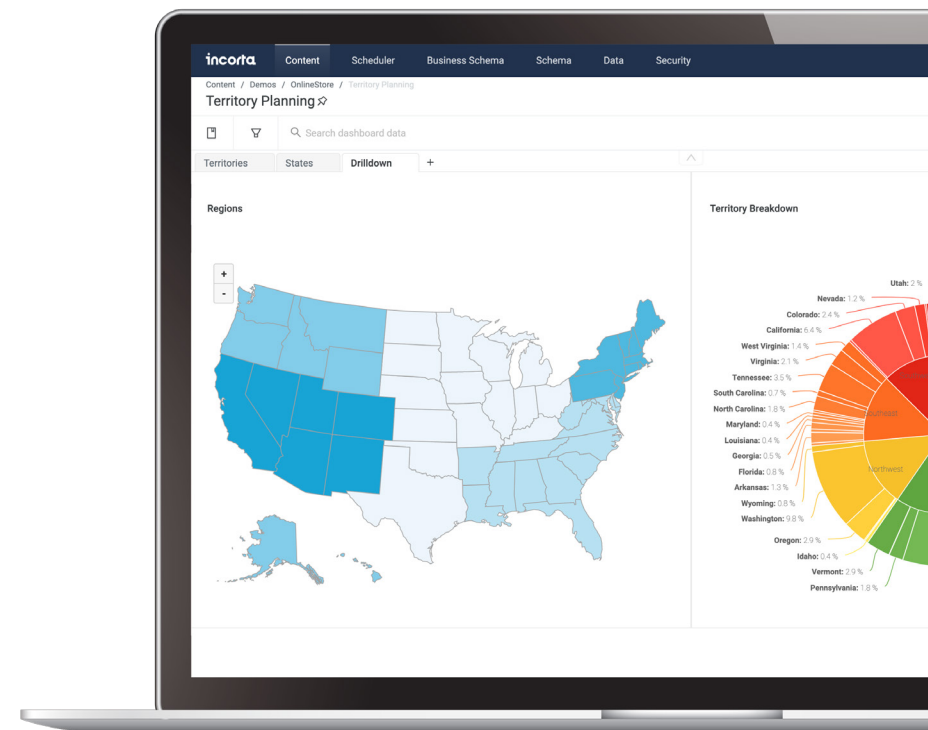 incorta
Content Scheduler Business Schema Schema Data Security
Content / Demos / OnlineStore / Territory Planning
Territory Planning
Search dashboard data
Territories States Drilldown +
Regions
+
-
Territory Breakdown
Utah: 2 %
Nevada: 1.2 %
Colorado: 2.4 %
California: 6.4 %
West Virginia: 1.4 %
Virginia: 2.1 %
Tennessee: 3.5 %
South Carolina: 0.7 %
North Carolina: 1.8 %
Maryland: 0.4 %
Louisiana: 0.4 %
Georgia: 0.5 %
Florida: 0.8 %
Arkansas: 1.3 %
Wyoming: 0.8 %
Washington: 9.8 %
Oregon: 2.9 %
Idaho: 0.4 %
Vermont: 2.9 %
Pennsylvania: 1.8 %
Southeast
Northwest